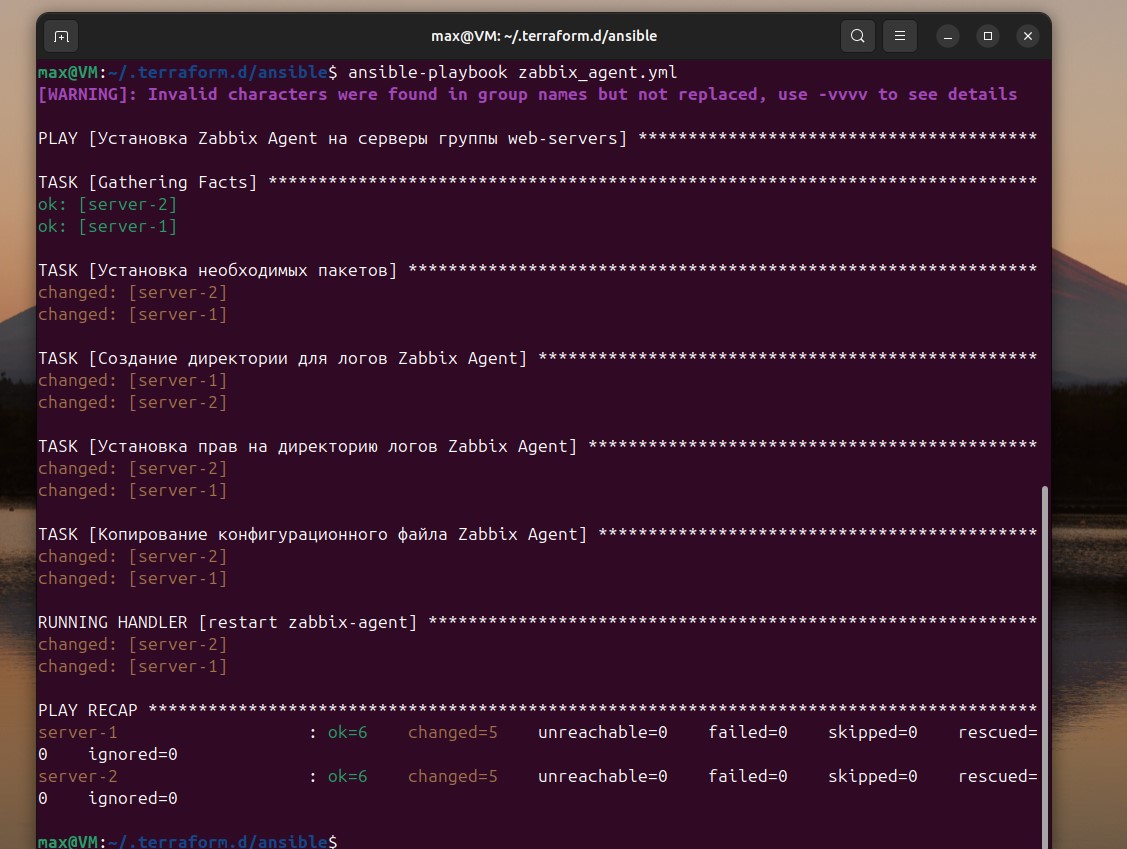 max@VM: ~/.terraform.d/ansible
max@VM:~/.terraform.d/ansible$ ansible-playbook zabbix_agent.yml
[WARNING]: Invalid characters were found in group names but not replaced, use -vvvv to see details
PLAY [Установка Zabbix Agent на серверы группы web-servers] ****************************************
TASK [Gathering Facts] *****************************************************************************
ok: [server-2]
ok: [server-1]
TASK [Установка необходимых пакетов] ***************************************************************
changed: [server-2]
changed: [server-1]
TASK [Создание директории для логов Zabbix Agent] **************************************************
changed: [server-1]
changed: [server-2]
TASK [Установка прав на директорию логов Zabbix Agent] *********************************************
changed: [server-2]
changed: [server-1]
TASK [Копирование конфигурационного файла Zabbix Agent] ********************************************
changed: [server-2]
changed: [server-1]
RUNNING HANDLER [restart zabbix-agent] *************************************************************
changed: [server-2]
changed: [server-1]
PLAY RECAP *****************************************************************************************
server-1                   : ok=6    changed=5    unreachable=0    failed=0    skipped=0    rescued=
0    ignored=0
server-2                   : ok=6    changed=5    unreachable=0    failed=0    skipped=0    rescued=
0    ignored=0
max@VM:~/.terraform.d/ansible$